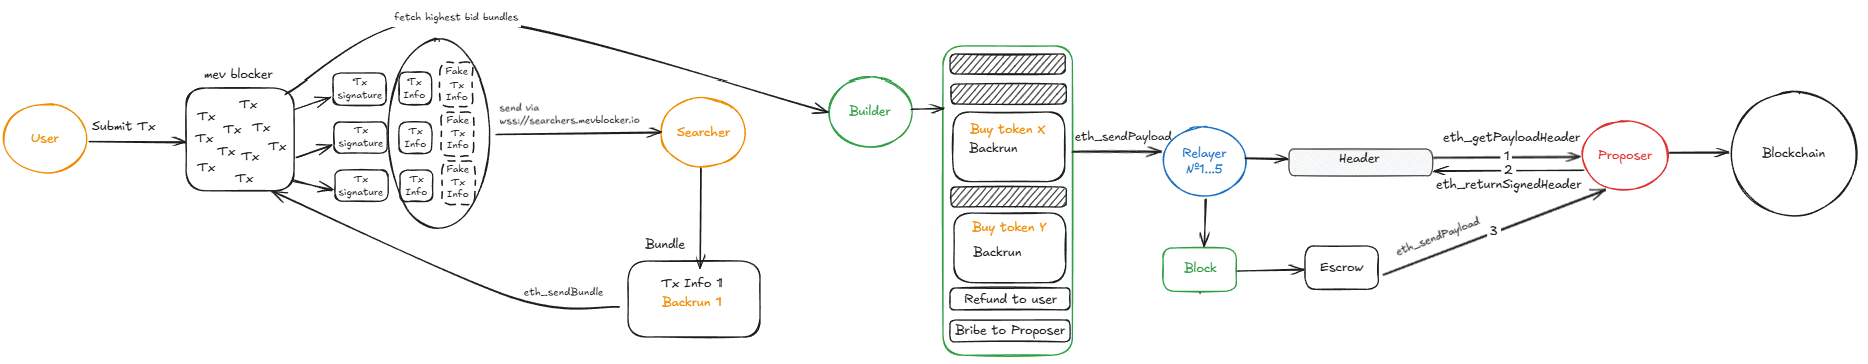 User
Submit Tx
mev blocker
Tx
Tx
Tx
Tx
Tx
Tx
Tx
Tx
Tx
Tx
fetch highest bid bundles
Tx
signature
Tx
Info
Fake
Tx
Info
Tx
signature
Tx
Info
Fake
Tx
Info
Tx
signature
Tx
Info
Fake
Tx
Info
send via
wss://searchers.mevblocker.io
Searcher
Bundle
Tx Info 1
Backrun 1
eth_sendBundle
Builder
Buy token X
Backrun
Buy token Y
Backrun
Refund to user
Bribe to Proposer
eth_sendPayload
Relayer
Nº1...5
Header
eth_getPayloadHeader
1
2
eth_returnSignedHeader
Block
Escrow
eth_sendPayload
3
Proposer
Blockchain